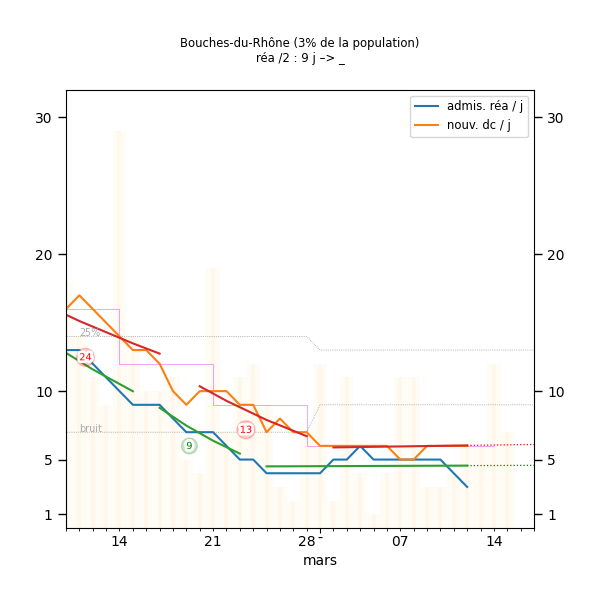 Bouches-du-Rhône (3% de la population)
réa /2 : 9 j –> _
admis. réa / j
nouv. dc / j
30 30
20 20
25%
24
10 10
bruit
13
9
5 5
1 1
14 21 28 07 14
mars